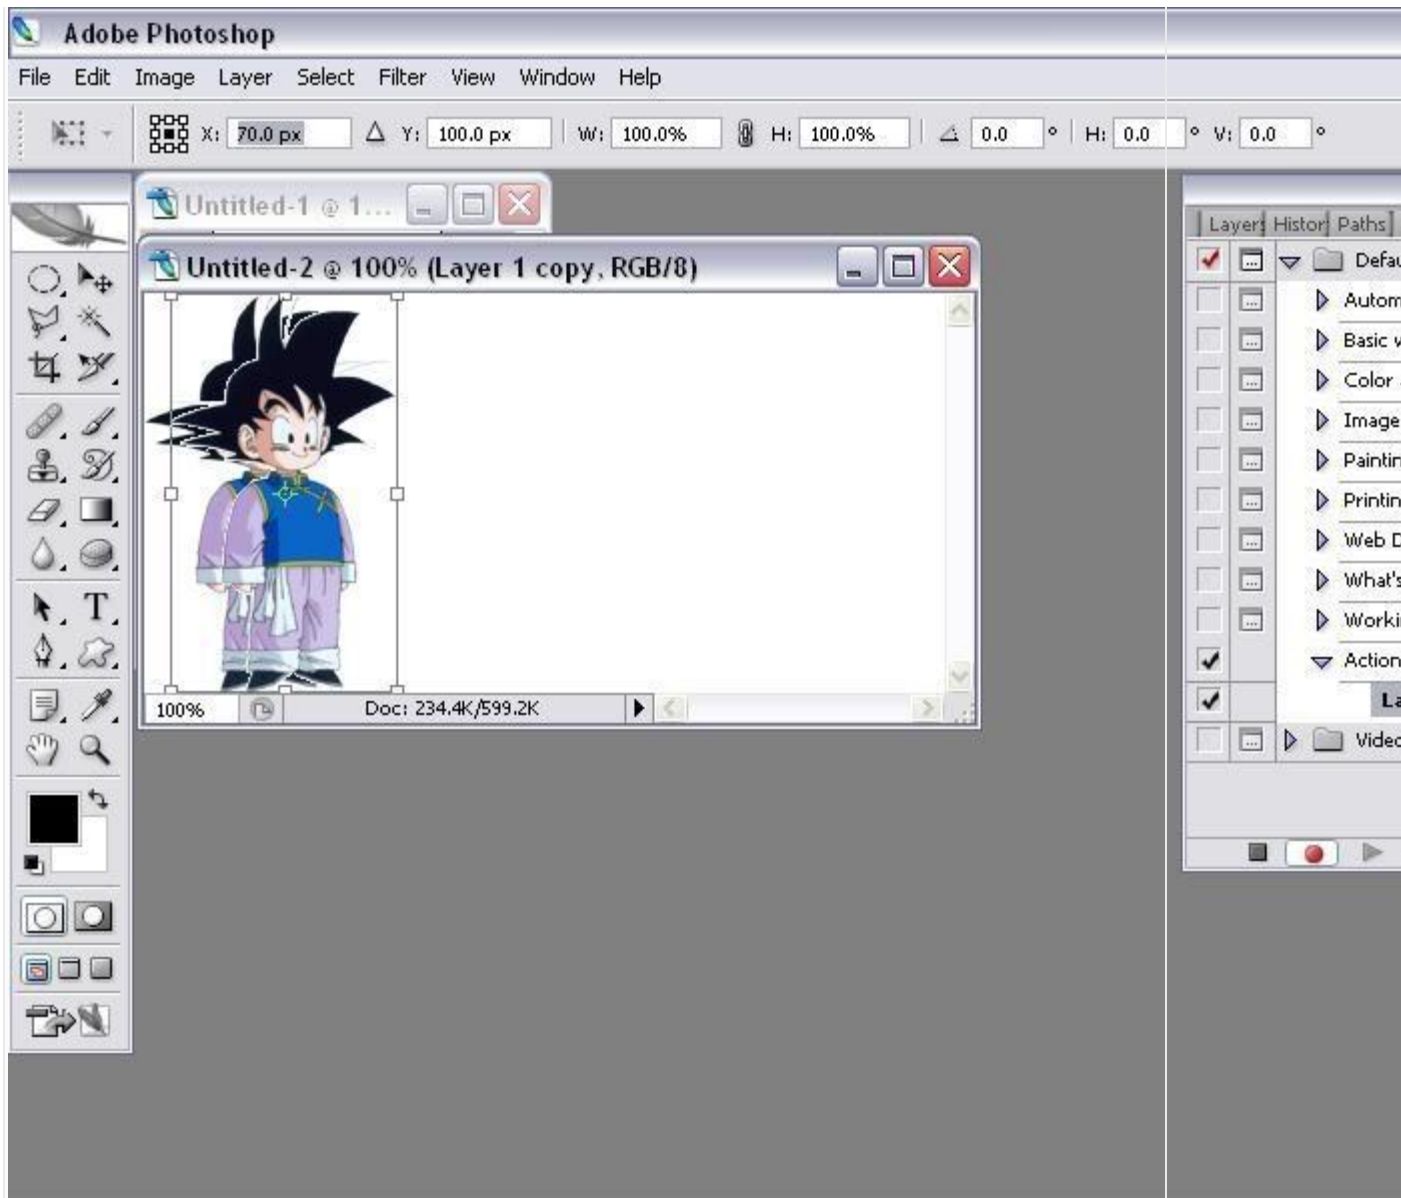 Adobe Photoshop
File Edit Image Layer Select Filter View Window Help
X: 70.0 px Y: 100.0 px W: 100.0% H: 100.0% 0.0 ° H: 0.0 ° V: 0.0 °
Untitled-1 @ 1...
Untitled-2 @ 100% (Layer 1 copy, RGB/8)
100% Doc: 234.4K/599.2K
Layers Histor Paths
Defau
Autom
Basic w
Color
Image
Paintin
Printin
Web D
What's
Workin
Action
La
Video
T